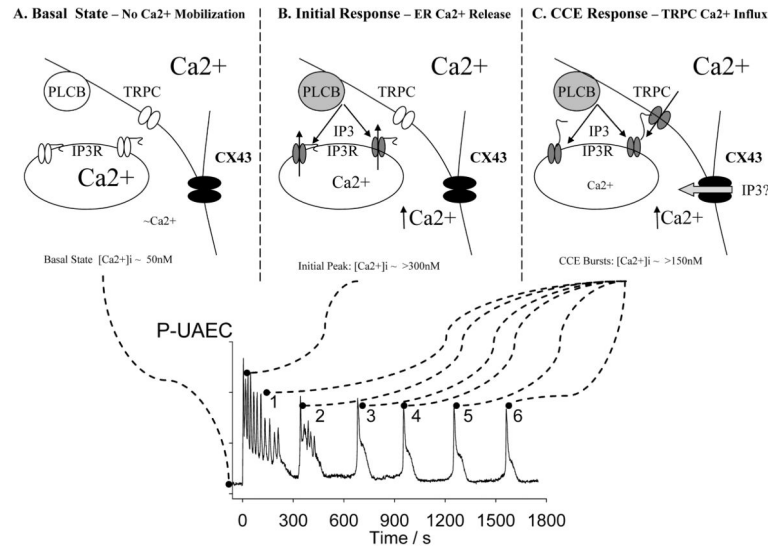 A. Basal State – No Ca2+ Mobilization
B. Initial Response – ER Ca2+ Release
C. CCE Response – TRPC Ca2+ Influx
Ca2+
PLCB
TRPC
IP3R
Ca2+
CX43
~Ca2+
Basal State [Ca2+]i ~ 50nM
Ca2+
PLCB
TRPC
IP3
IP3R
Ca2+
CX43
Ca2+
Initial Peak: [Ca2+]i ~ >300nM
Ca2+
PLCB
TRPC
IP3
IP3R
Ca2+
CX43
IP3?
Ca2+
CCE Bursts: [Ca2+]i ~ >150nM
P-UAEC
1
2
3
4
5
6
0 300 600 900 1200 1500 1800
Time / s